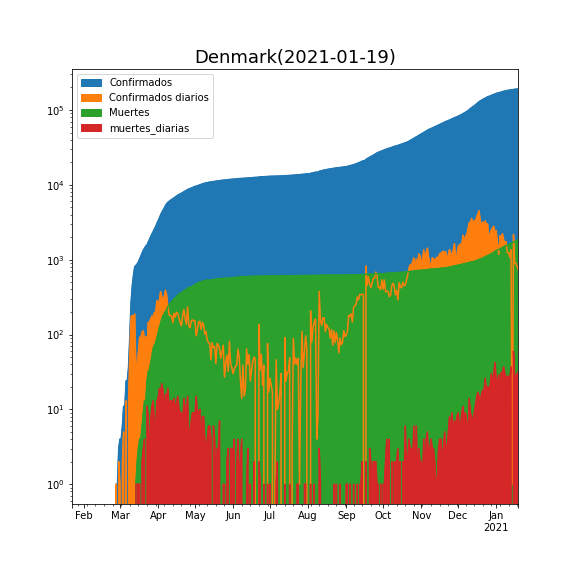 Denmark(2021-01-19)
Confirmados
Confirmados diarios
Muertes
muertes_diarias
10^5
10^4
10^3
10^2
10^1
10^0
Feb Mar Apr May Jun Jul Aug Sep Oct Nov Dec Jan
2021